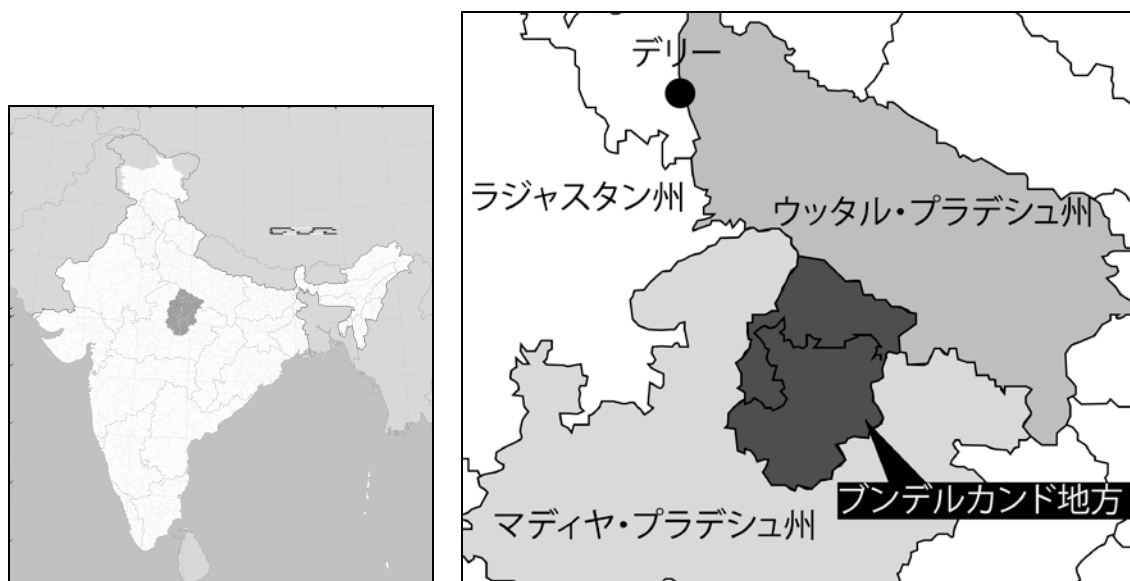 デリー
ラジャスタン州
ウッタル・プラデシュ州
ブンデルカンド地方
マディヤ・プラデシュ州